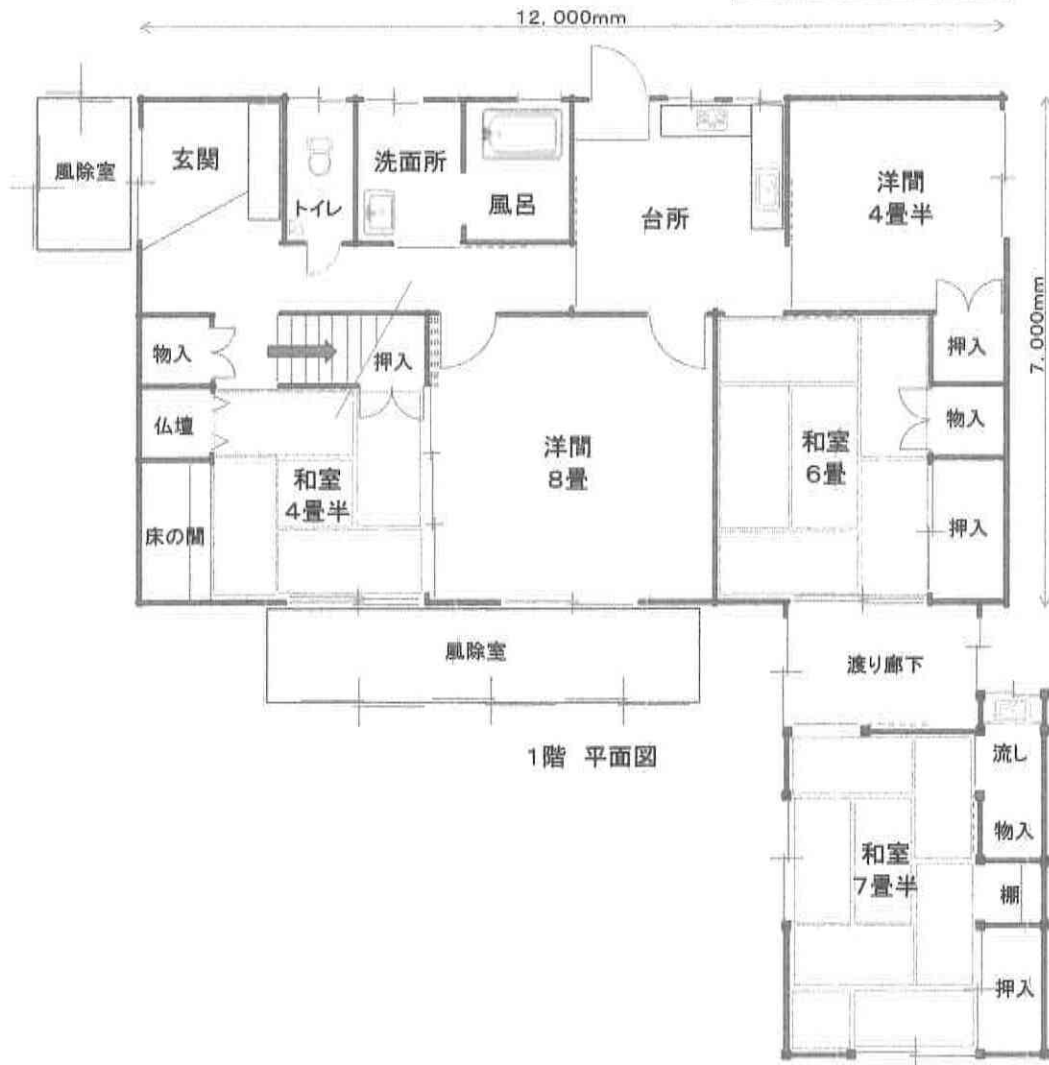 12,000mm
風除室
玄関
トイレ
洗面所
風呂
台所
洋間
4畳半
7,000mm
物入
押入
押入
仏壇
物入
和室
4畳半
洋間
8畳
和室
6畳
床の間
押入
風除室
渡り廊下
1階 平面図
流し
物入
和室
7畳半
棚
押入